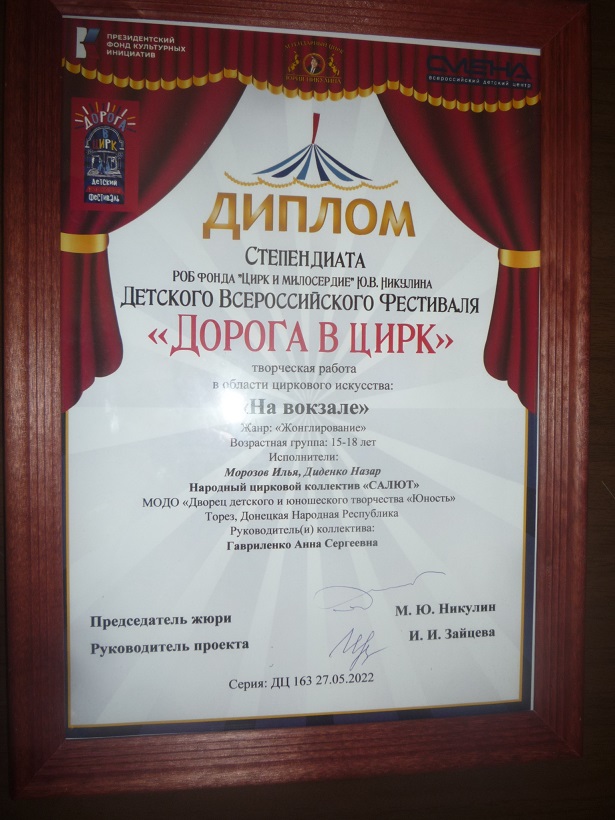 ПРЕЗИДЕНТСКИЙ
ФОНД КУЛЬТУРНЫХ
ИНИЦИАТИВ
ЮРИЯ НИКУЛИНА
СМЕНА
ВСЕРОССИЙСКИЙ ДЕТСКИЙ ЦЕНТР
ДОРОГА
В
ЦИРК
ДЕТСКИЙ
ФЕСТИВАЛЬ
ДИПЛОМ
СТЕПЕНДИАТА
РОБ ФОНДА "ЦИРК И МИЛОСЕРДИЕ" Ю.В. НИКУЛИНА
ДЕТСКОГО ВСЕРОССИЙСКОГО ФЕСТИВАЛЯ
«ДОРОГА В ЦИРК»
творческая работа
в области циркового искусства:
«На вокзале»
Жанр: «Жонглирование»
Возрастная группа: 15-18 лет
Исполнители:
Морозов Илья, Диденко Назар
Народный цирковой коллектив «САЛЮТ»
МОДО «Дворец детского и юношеского творчества «Юность»
Торез, Донецкая Народная Республика
Руководитель(и) коллектива:
Гавриленко Анна Сергеевна
Председатель жюри М. Ю. Никулин
Руководитель проекта И. И. Зайцева
Серия: ДЦ 163 27.05.2022